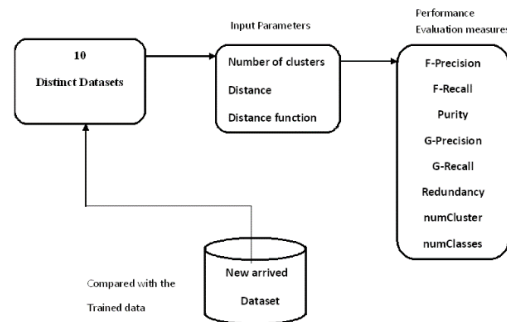 Performance
Evaluation measures
Input Parameters
10
Distinct Datasets
Number of clusters
Distance
Distance function
F-Precision
F-Recall
Purity
G-Precision
G-Recall
Redundancy
numCluster
numClasses
Compared with the
Trained data
New arrived
Dataset